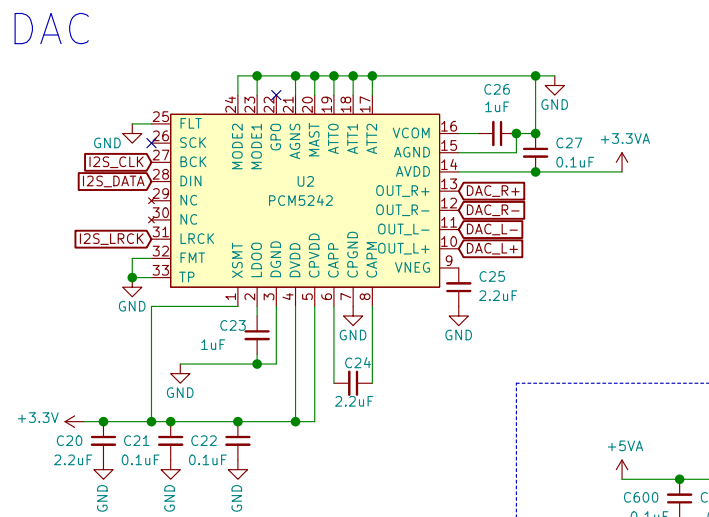 DAC
24
23
22
21
20
19
18
17
MODE2
MODE1
GPO
AGNS
MAST
ATT0
ATT1
ATT2
GND
C26
1uF
C27
0.1uF
+3.3VA
25
FLT
GND
26
SCK
I2S_CLK
27
BCK
I2S_DATA
28
DIN
29
NC
30
NC
I2S_LRCK
31
LRCK
32
FMT
33
TP
GND
U2
PCM5242
VCOM
16
AGND
15
AVDD
14
OUT_R+
13
DAC_R+
OUT_R-
12
DAC_R-
OUT_L-
11
DAC_L-
OUT_L+
10
DAC_L+
VNEG
9
C25
2.2uF
GND
XSMT
LDOO
DGND
DVDD
CPVDD
CAPP
CPGND
CAPM
1
2
3
4
5
6
7
8
C23
1uF
GND
GND
C24
2.2uF
+3.3V
C20
2.2uF
C21
0.1uF
C22
0.1uF
GND
GND
GND
+5VA
C600